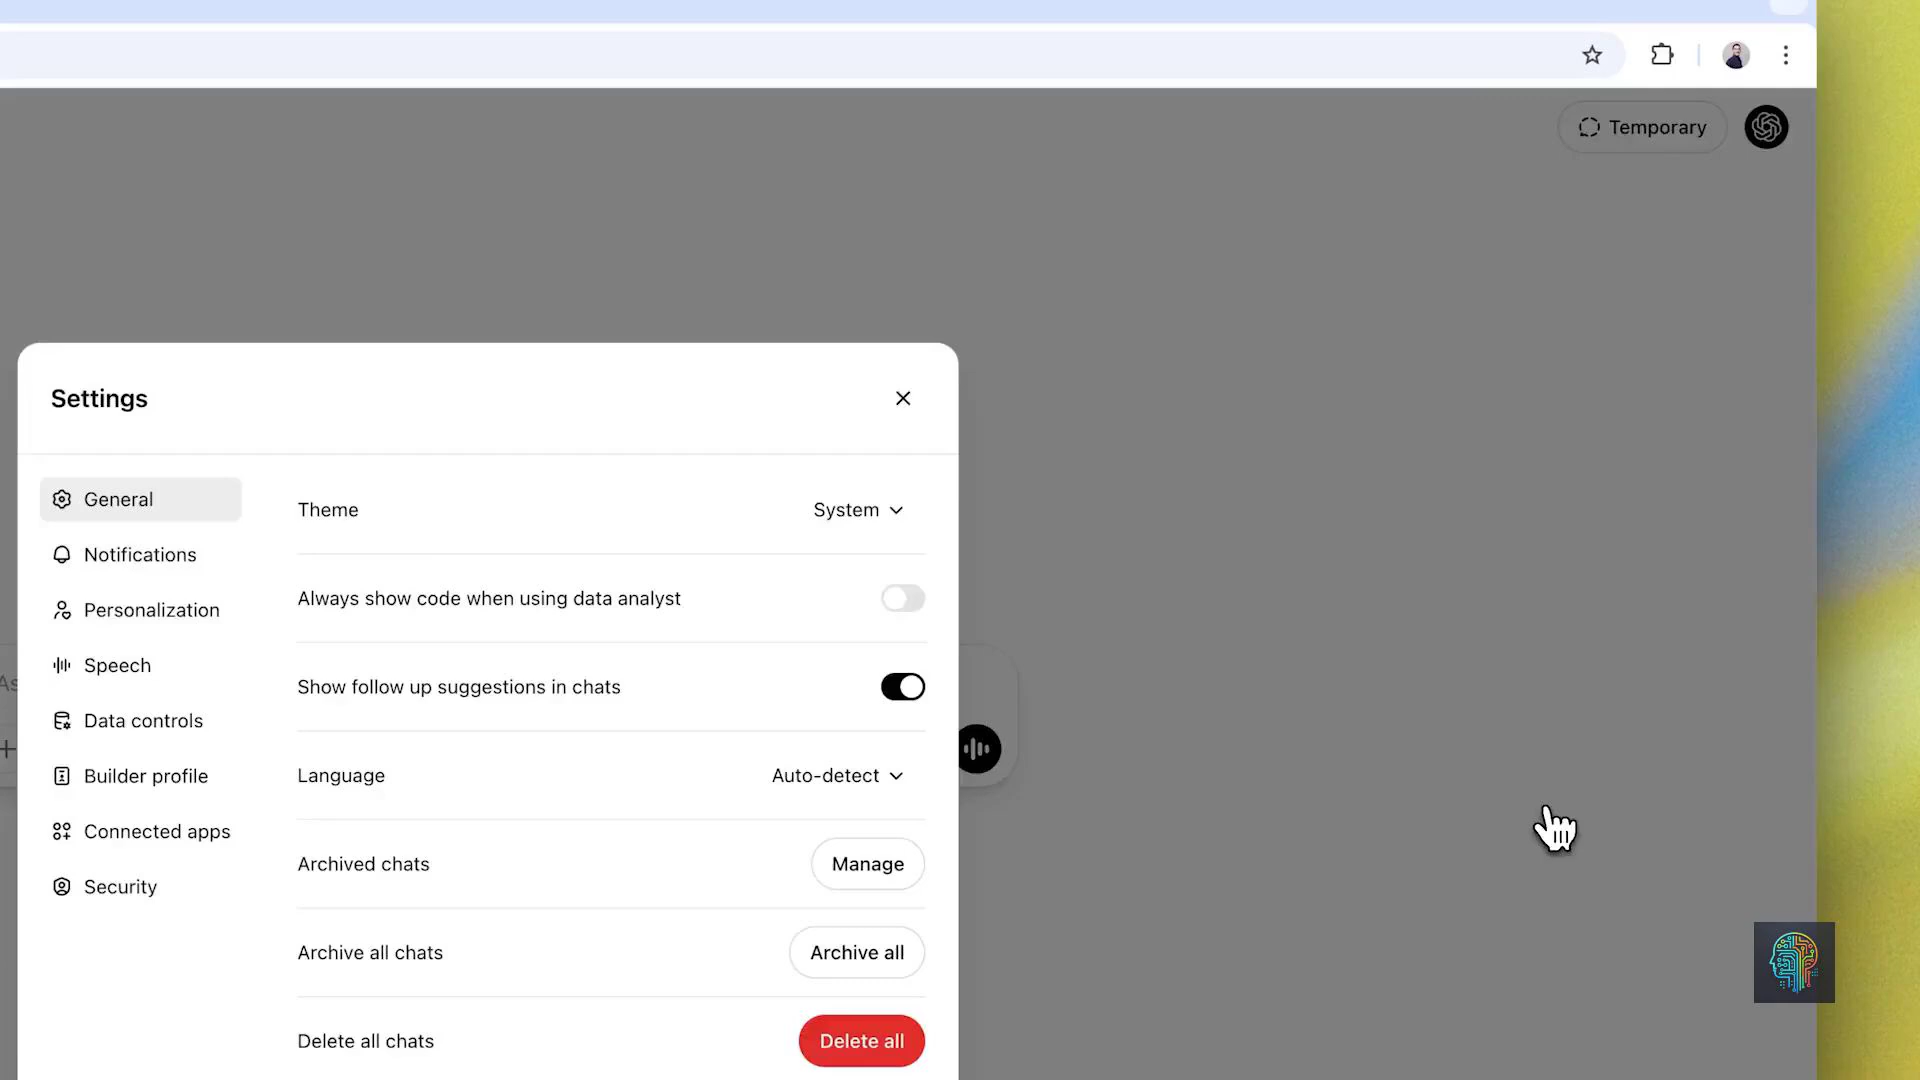 Temporary
Settings
General
Notifications
Personalization
Speech
Data controls
Builder profile
Connected apps
Security
Theme
System
Always show code when using data analyst
Show follow up suggestions in chats
Language
Auto-detect
Archived chats
Manage
Archive all chats
Archive all
Delete all chats
Delete all
As